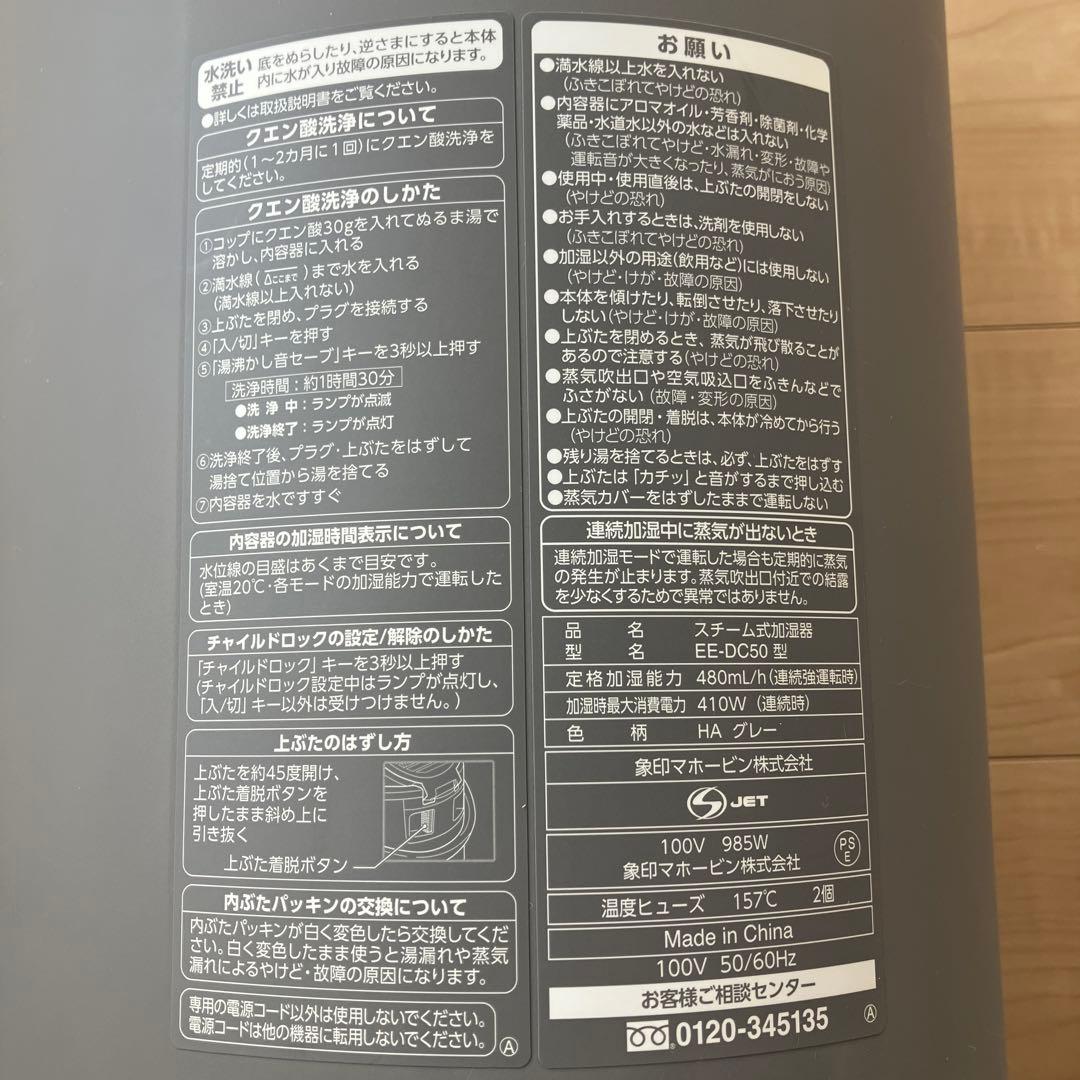 水洗い禁止
底をぬらしたり、逆さまにすると本体
内に水が入り故障の原因になります。
●詳しくは取扱説明書をご覧ください。
クエン酸洗浄について
定期的(1〜2カ月に1回)にクエン酸洗浄を
してください。
クエン酸洗浄のしかた
①コップにクエン酸30gを入れてぬるま湯で
溶かし、内容器に入れる
②満水線(△ここまで)まで水を入れる
(満水線以上入れない)
③上ぶたを閉め、プラグを接続する
④「入/切」キーを押す
⑤「湯沸かし音セーブ」キーを3秒以上押す
洗浄時間:約1時間30分
●洗浄中:ランプが点滅
●洗浄終了:ランプが点灯
⑥洗浄終了後、プラグ・上ぶたをはずして
湯捨て位置から湯を捨てる
⑦内容器を水ですすぐ
内容器の加湿時間表示について
水位線の目盛はあくまで目安です。
(室温20℃・各モードの加湿能力で運転した
とき)
チャイルドロックの設定/解除のしかた
「チャイルドロック」キーを3秒以上押す
(チャイルドロック設定中はランプが点灯し、
「入/切」キー以外は受けつけません。)
上ぶたのはずし方
上ぶたを約45度開け、
上ぶた着脱ボタンを
押したまま斜め上に
引き抜く
上ぶた着脱ボタン
内ぶたパッキンの交換について
内ぶたパッキンが白く変色したら交換してくだ
さい。白く変色したまま使うと湯漏れや蒸気
漏れによるやけど・故障の原因になります。
専用の電源コード以外は使用しないでください。
電源コードは他の機器に転用しないでください。
Ⓐ
お願い
●満水線以上水を入れない
(ふきこぼれてやけどの恐れ)
●内容器にアロマオイル・芳香剤・除菌剤・化学
薬品・水道水以外の水などは入れない
(ふきこぼれてやけど・水漏れ・変形・故障や
運転音が大きくなったり、蒸気がにおう原因)
●使用中・使用直後は、上ぶたの開閉をしない
(やけどの恐れ)
●お手入れするときは、洗剤を使用しない
(ふきこぼれてやけどの恐れ)
●加湿以外の用途(飲用など)には使用しない
(やけど・けが・故障の原因)
●本体を傾けたり、転倒させたり、落下させたり
しない(やけど・けが・故障の原因)
●上ぶたを閉めるとき、蒸気が飛び散ることが
あるので注意する(やけどの恐れ)
●蒸気吹出口や空気吸込口をふきんなどで
ふさがない(故障・変形の原因)
●上ぶたの開閉・着脱は、本体が冷めてから行う
(やけどの恐れ)
●残り湯を捨てるときは、必ず、上ぶたをはずす
●上ぶたは「カチッ」と音がするまで押し込む
●蒸気カバーをはずしたままで運転しない
連続加湿中に蒸気が出ないとき
連続加湿モードで運転した場合も定期的に蒸気
の発生が止まります。蒸気吹出口付近での結露
を少なくするためで異常ではありません。
品名 スチーム式加湿器
型名 EE-DC50 型
定格加湿能力 480mL/h(連続強運転時)
加湿時最大消費電力 410W(連続時)
色柄 HA グレー
象印マホービン株式会社
JET
100V 985W
象印マホービン株式会社
PS
E
温度ヒューズ 157℃ 2個
Made in China
100V 50/60Hz
お客様ご相談センター
0120-345135
Ⓐ